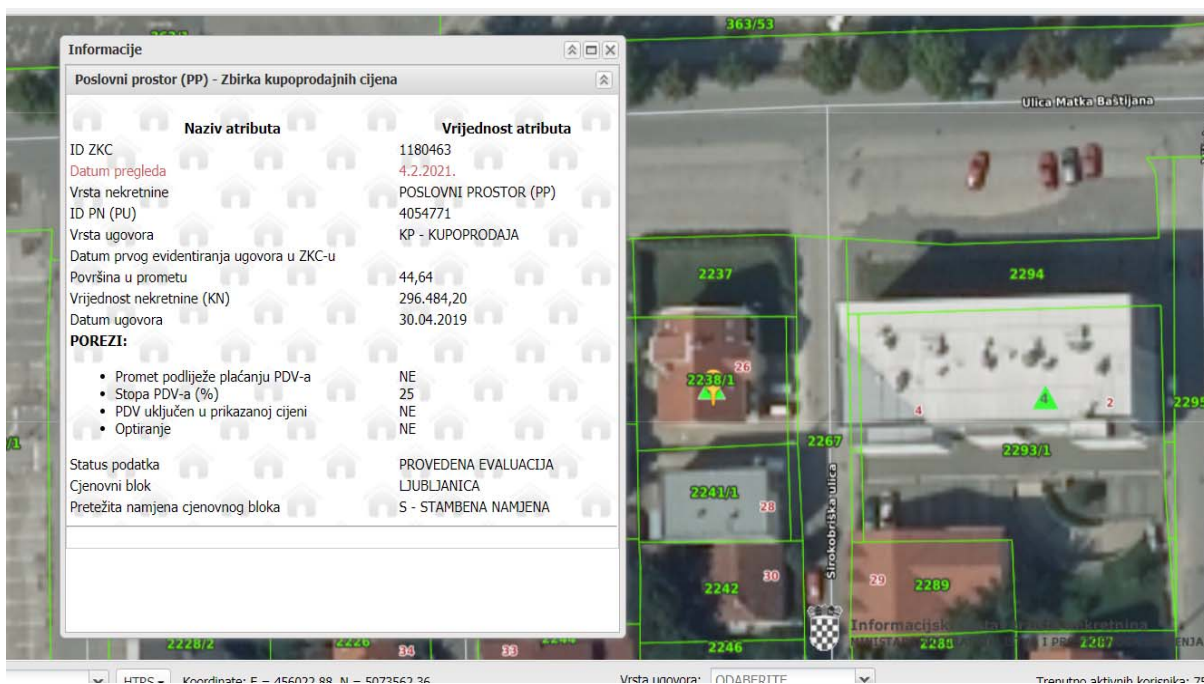 363/53
Informacije
Poslovni prostor (PP) - Zbirka kupoprodajnih cijena
Naziv atributa Vrijednost atributa
ID ZKC 1180463
Datum pregleda 4.2.2021.
Vrsta nekretnine POSLOVNI PROSTOR (PP)
ID PN (PU) 4054771
Vrsta ugovora KP - KUPOPRODAJA
Datum prvog evidentiranja ugovora u ZKC-u
Površina u prometu 44,64
Vrijednost nekretnine (KN) 296.484,20
Datum ugovora 30.04.2019
POREZI:
• Promet podliježe plaćanju PDV-a NE
• Stopa PDV-a (%) 25
• PDV uključen u prikazanoj cijeni NE
• Optiranje NE
Status podatka PROVEDENA EVALUACIJA
Cjenovni blok LJUBLJANICA
Pretežita namjena cjenovnog bloka S - STAMBENA NAMJENA
Ulica Matka Baštijana
2237
2294
26
2238/1
4
4
2
2295
2267
2293/1
2241/1
28
Širokobriška ulica
2242
30
29
2289
2228/2
2226
34
33
2244
2246
2288
2287
HTRS
Koordinate: E = 456022.88, N = 5073562.36
Vrsta ugovora: ODABERITE
Trenutno aktivnih korisnika: